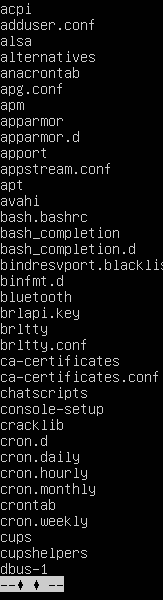 acpi
adduser.conf
alsa
alternatives
anacrontab
apg.conf
apm
apparmor
apparmor.d
apport
appstream.conf
apt
avahi
bash.bashrc
bash_completion
bash_completion.d
bindresvport.blacklis
binfmt.d
bluetooth
brlapi.key
brltty
brltty.conf
ca-certificates
ca-certificates.conf
chatscripts
console-setup
cracklib
cron.d
cron.daily
cron.hourly
cron.monthly
crontab
cron.weekly
cups
cupshelpers
dbus-1
--♦ ♦ --